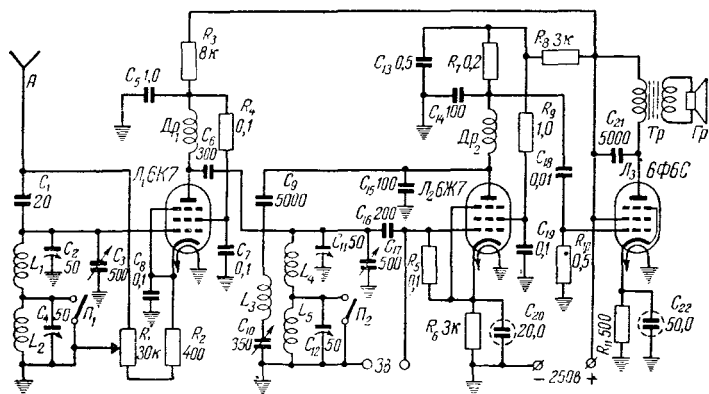 R3
8к
C13 0,5
R7 0,2
R8 3к
A
C5 1,0
R4
0,1
C14 100
R9
1,0
C21
5000
Тр
Гр
Др1
C6
300
Др2
C18
0,01
Л3
6Ф6С
Л1 6К7
C9
5000
C15 100
Л2 6Ж7
C1
20
C16 200
L1
C2
50
C3
500
C8
0,1
C7
0,1
L4
C11 50
C17
500
R5
0,1
C19
0,1
R10
0,5
C4
50
П1
L2
R1
30к
R2
400
L3
C10
350
L5
C12
50
П2
Зв
R6 3к
C20
20,0
− 250в +
R11 500
C22
50,0